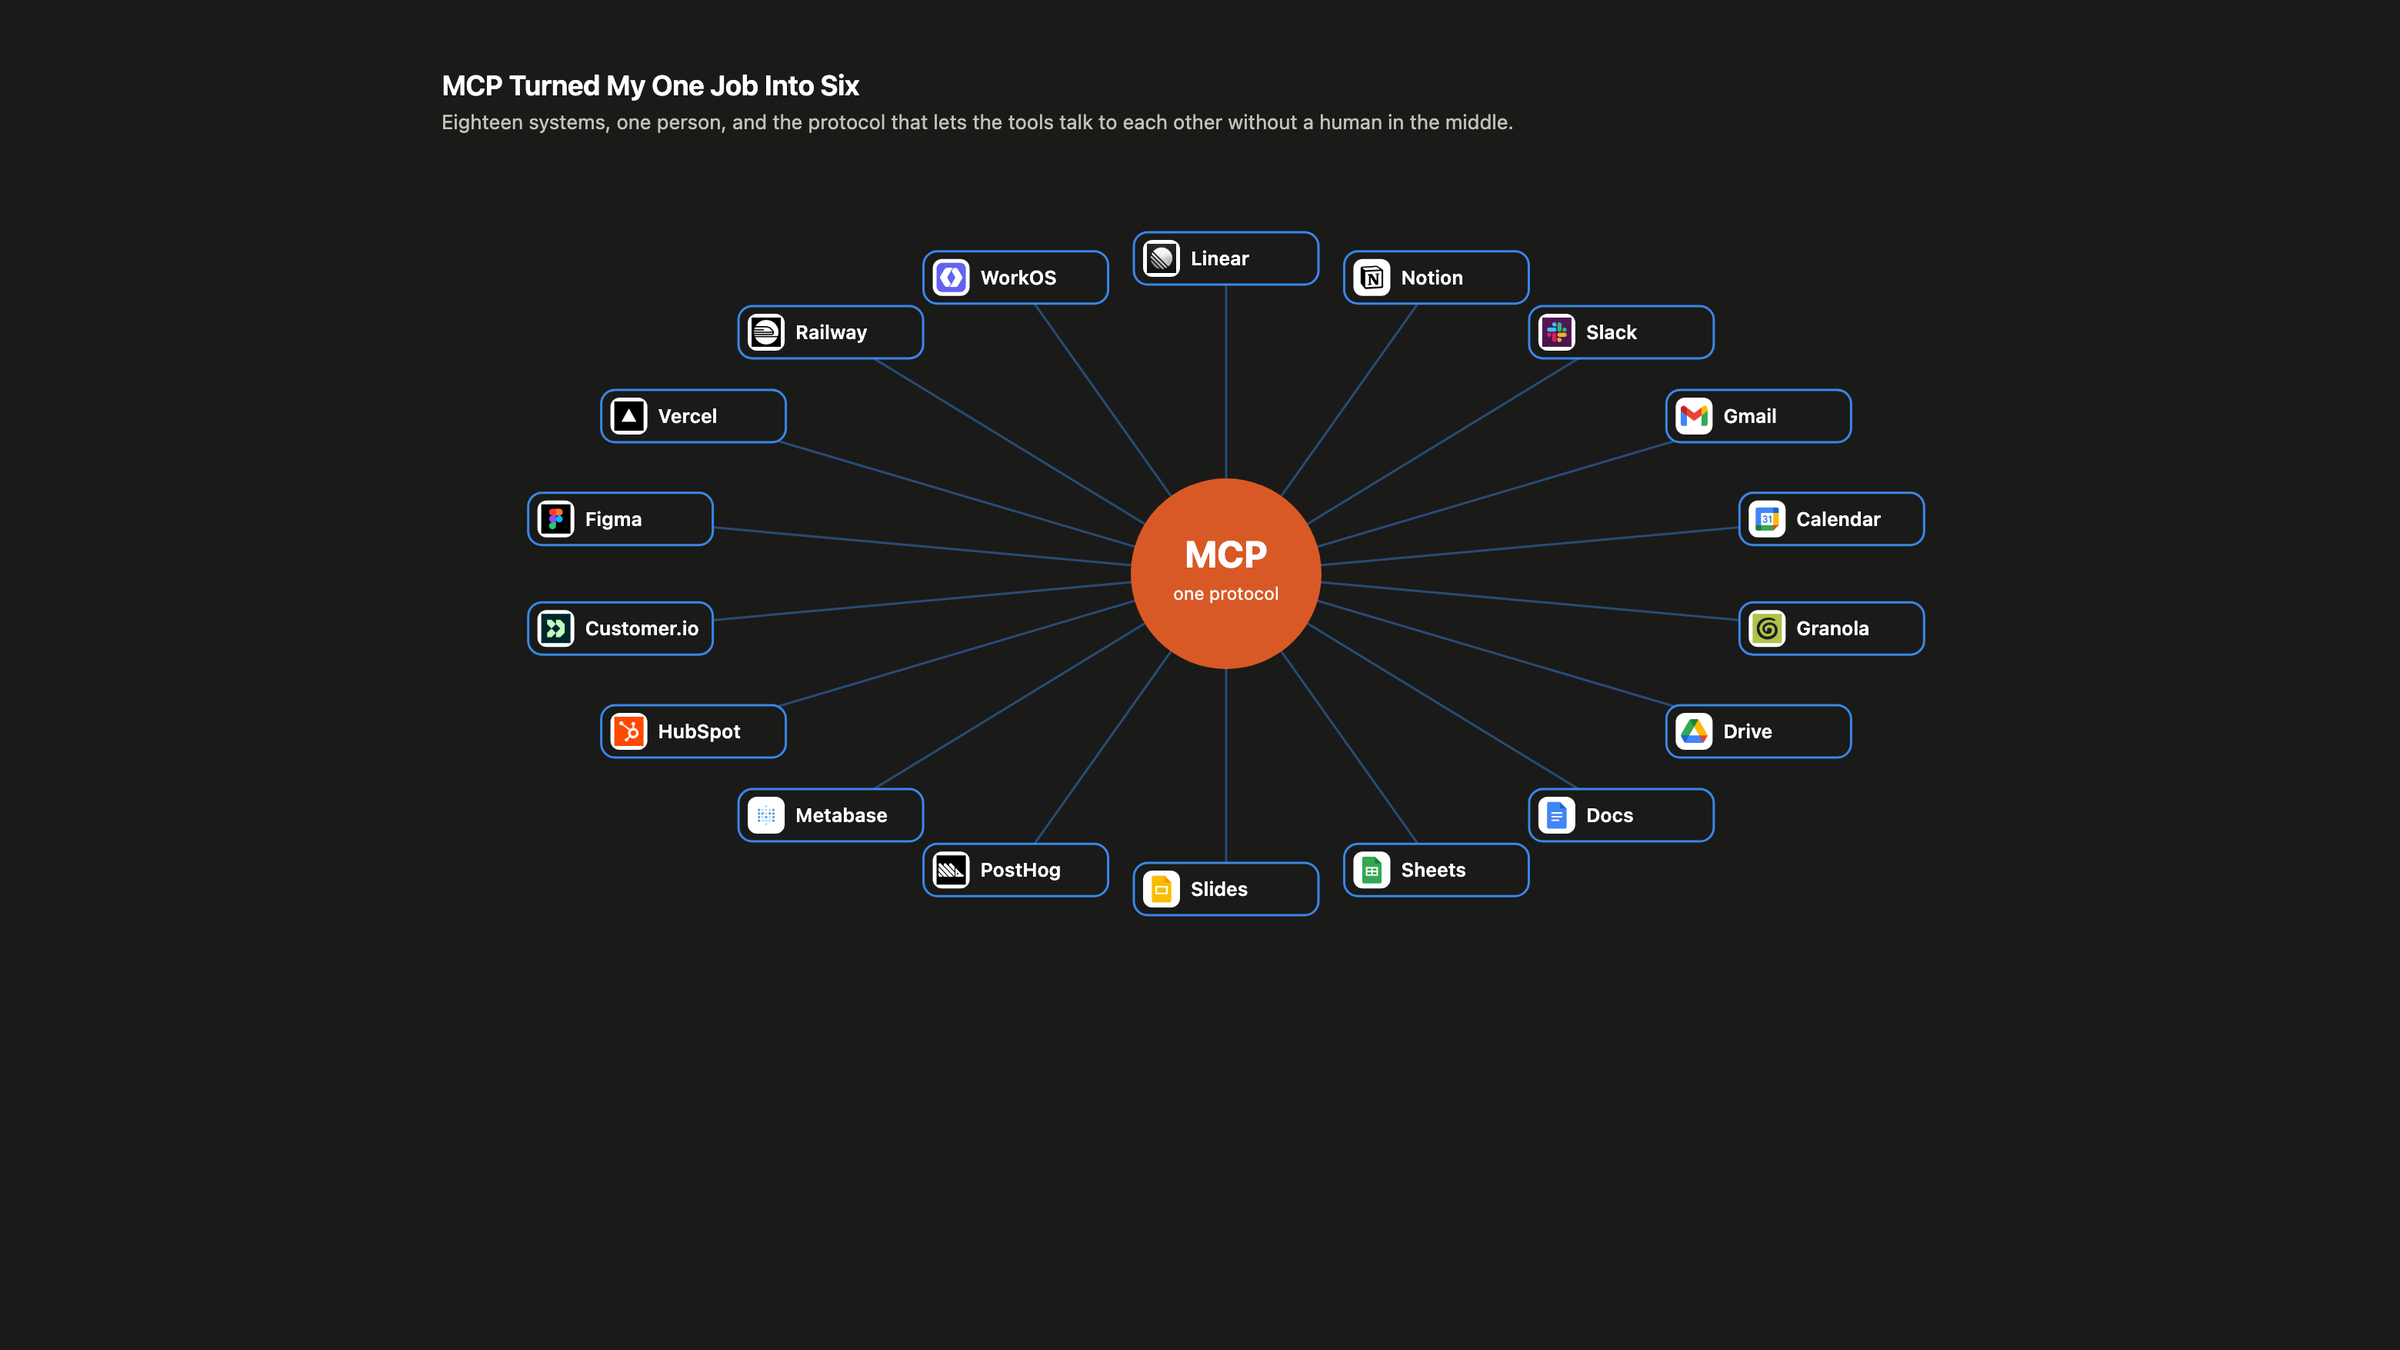 MCP Turned My One Job Into Six
Eighteen systems, one person, and the protocol that lets the tools talk to each other without a human in the middle.
Linear
WorkOS
Notion
Railway
Slack
Vercel
Gmail
Figma
31
Calendar
MCP
one protocol
Customer.io
Granola
HubSpot
Drive
Metabase
Docs
PostHog
Sheets
Slides